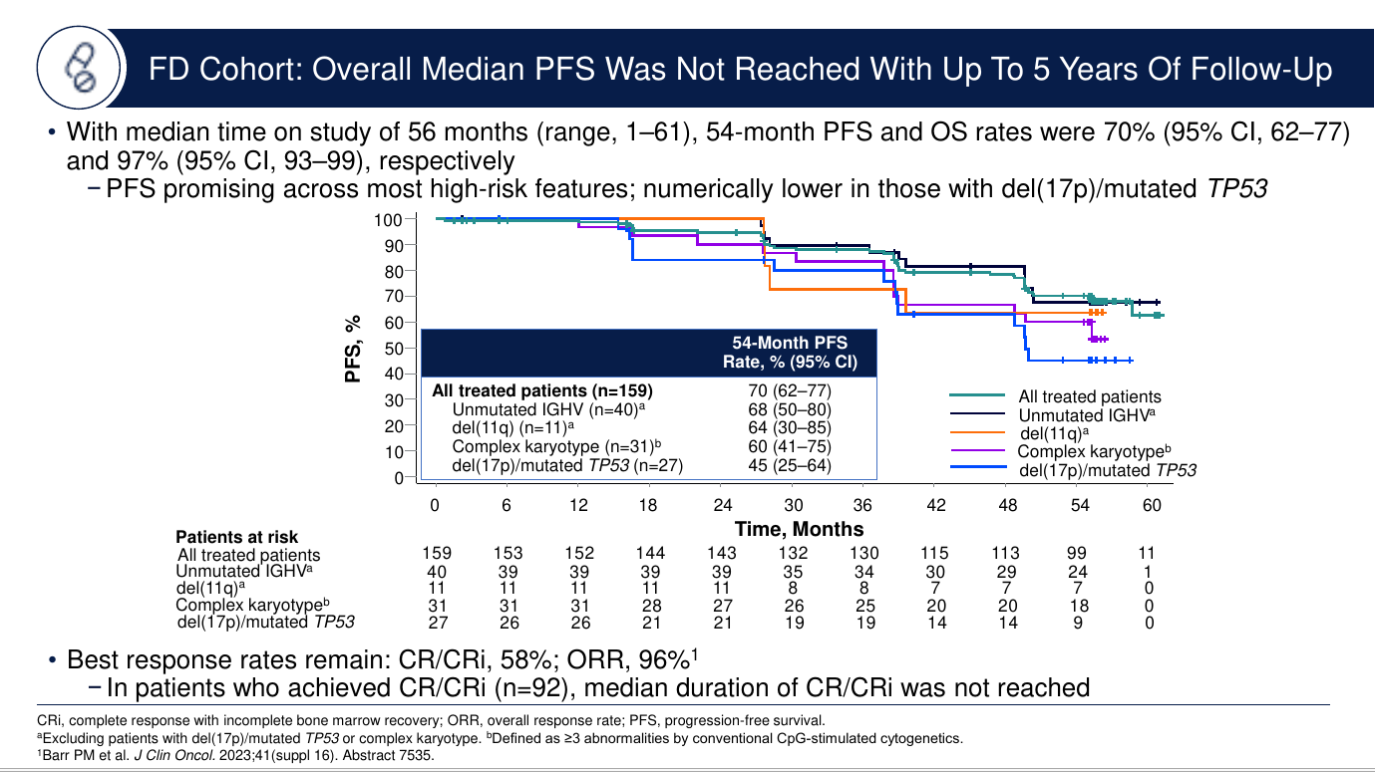 FD Cohort: Overall Median PFS Was Not Reached With Up To 5 Years Of Follow-Up
• With median time on study of 56 months (range, 1–61), 54-month PFS and OS rates were 70% (95% CI, 62–77)
and 97% (95% CI, 93–99), respectively
– PFS promising across most high-risk features; numerically lower in those with del(17p)/mutated TP53
PFS, %
100
90
80
70
60
50
40
30
20
10
0
54-Month PFS
Rate, % (95% CI)
All treated patients (n=159) 70 (62–77)
Unmutated IGHV (n=40)ᵃ 68 (50–80)
del(11q) (n=11)ᵃ 64 (30–85)
Complex karyotype (n=31)ᵇ 60 (41–75)
del(17p)/mutated TP53 (n=27) 45 (25–64)
All treated patients
Unmutated IGHVᵃ
del(11q)ᵃ
Complex karyotypeᵇ
del(17p)/mutated TP53
0 6 12 18 24 30 36 42 48 54 60
Time, Months
Patients at risk
All treated patients 159 153 152 144 143 132 130 115 113 99 11
Unmutated IGHVᵃ 40 39 39 39 39 35 34 30 29 24 1
del(11q)ᵃ 11 11 11 11 11 8 8 7 7 7 0
Complex karyotypeᵇ 31 31 31 28 27 26 25 20 20 18 0
del(17p)/mutated TP53 27 26 26 21 21 19 19 14 14 9 0
• Best response rates remain: CR/CRi, 58%; ORR, 96%¹
– In patients who achieved CR/CRi (n=92), median duration of CR/CRi was not reached
CRi, complete response with incomplete bone marrow recovery; ORR, overall response rate; PFS, progression-free survival.
ᵃExcluding patients with del(17p)/mutated TP53 or complex karyotype. ᵇDefined as ≥3 abnormalities by conventional CpG-stimulated cytogenetics.
¹Barr PM et al. J Clin Oncol. 2023;41(suppl 16). Abstract 7535.